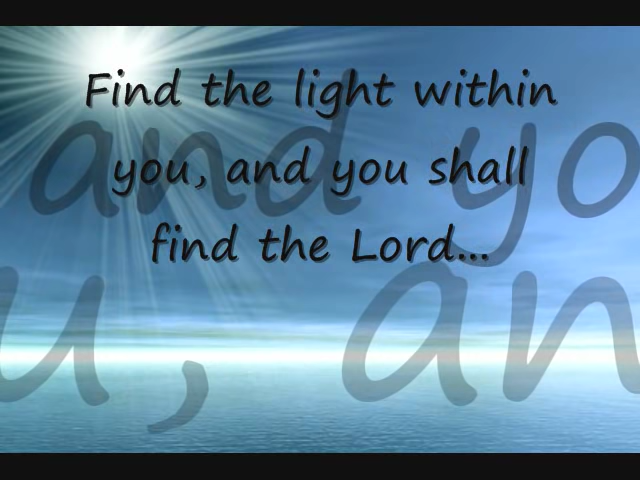 Find the light within
you, and you shall
find the Lord...
and yo
u, an